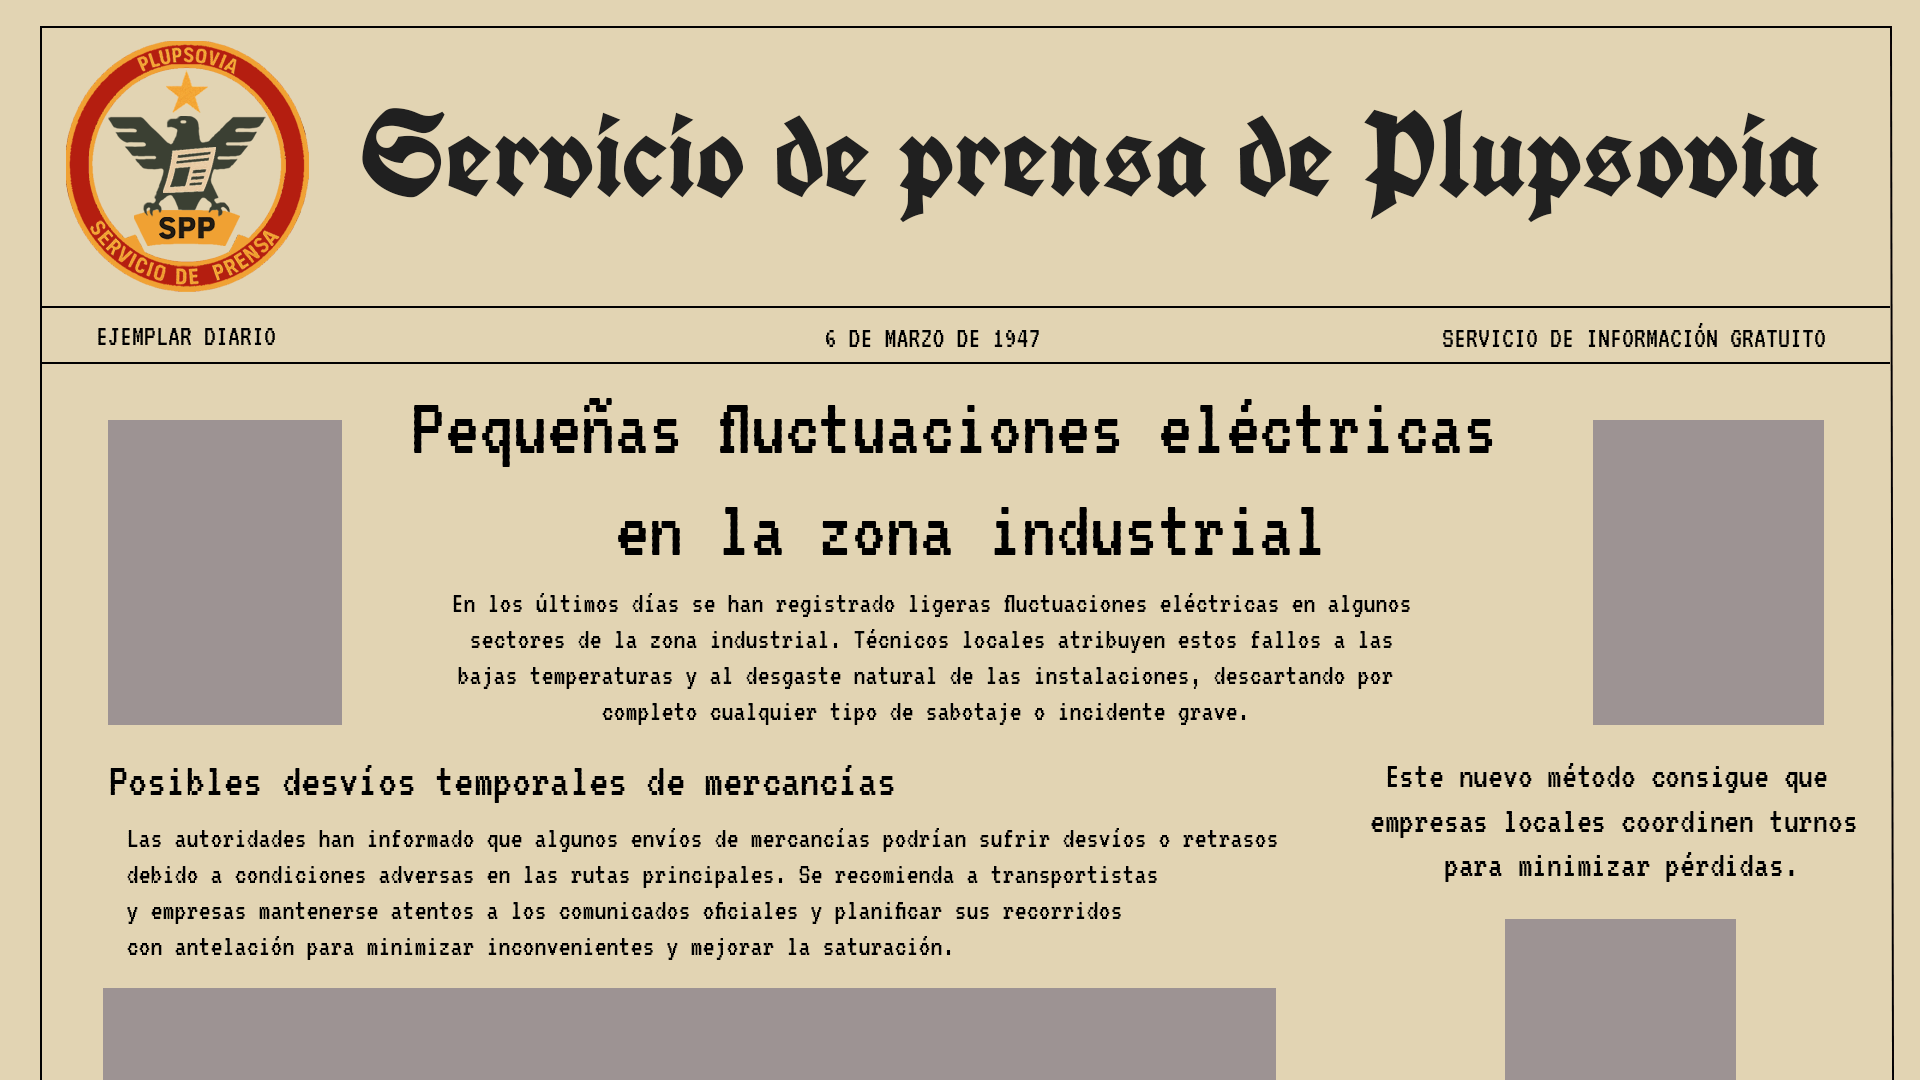 PLUPSOVIA
SPP
SERVICIO DE PRENSA
Servicio de prensa de Plupsovia
EJEMPLAR DIARIO
6 DE MARZO DE 1947
SERVICIO DE INFORMACIÓN GRATUITO
Pequeñas fluctuaciones eléctricas
en la zona industrial
En los últimos días se han registrado ligeras fluctuaciones eléctricas en algunos
sectores de la zona industrial. Técnicos locales atribuyen estos fallos a las
bajas temperaturas y al desgaste natural de las instalaciones, descartando por
completo cualquier tipo de sabotaje o incidente grave.
Posibles desvíos temporales de mercancías
Las autoridades han informado que algunos envíos de mercancías podrían sufrir desvíos o retrasos
debido a condiciones adversas en las rutas principales. Se recomienda a transportistas
y empresas mantenerse atentos a los comunicados oficiales y planificar sus recorridos
con antelación para minimizar inconvenientes y mejorar la saturación.
Este nuevo método consigue que
empresas locales coordinen turnos
para minimizar pérdidas.